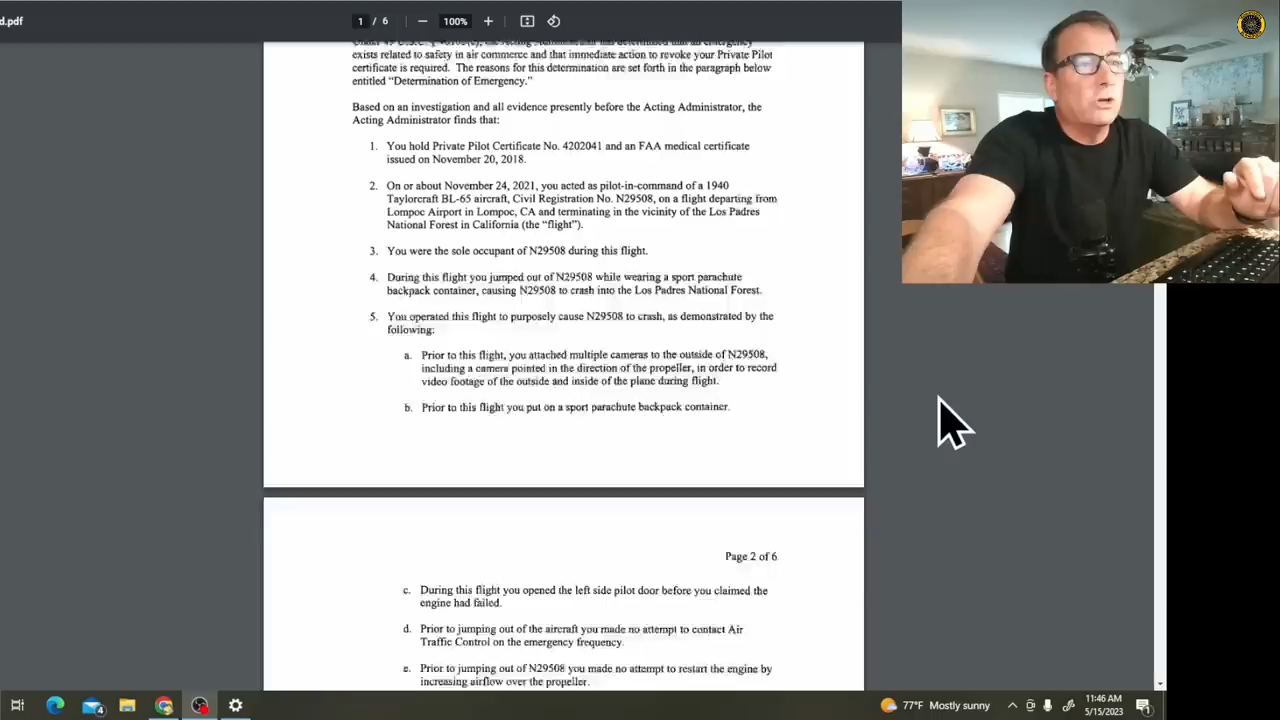 d.pdf
1 / 6
100%
exists related to safety in air commerce and that immediate action to revoke your Private Pilot
certificate is required. The reasons for this determination are set forth in the paragraph below
entitled “Determination of Emergency.”
Based on an investigation and all evidence presently before the Acting Administrator, the
Acting Administrator finds that:
1. You hold Private Pilot Certificate No. 4202041 and an FAA medical certificate
issued on November 20, 2018.
2. On or about November 24, 2021, you acted as pilot-in-command of a 1940
Taylorcraft BL-65 aircraft, Civil Registration No. N29508, on a flight departing from
Lompoc Airport in Lompoc, CA and terminating in the vicinity of the Los Padres
National Forest in California (the “flight”).
3. You were the sole occupant of N29508 during this flight.
4. During this flight you jumped out of N29508 while wearing a sport parachute
backpack container, causing N29508 to crash into the Los Padres National Forest.
5. You operated this flight to purposely cause N29508 to crash, as demonstrated by the
following:
a. Prior to this flight, you attached multiple cameras to the outside of N29508,
including a camera pointed in the direction of the propeller, in order to record
video footage of the outside and inside of the plane during flight.
b. Prior to this flight you put on a sport parachute backpack container.
Page 2 of 6
c. During this flight you opened the left side pilot door before you claimed the
engine had failed.
d. Prior to jumping out of the aircraft you made no attempt to contact Air
Traffic Control on the emergency frequency.
e. Prior to jumping out of N29508 you made no attempt to restart the engine by
increasing airflow over the propeller.
4
77°F Mostly sunny
11:46 AM
5/15/2023
1